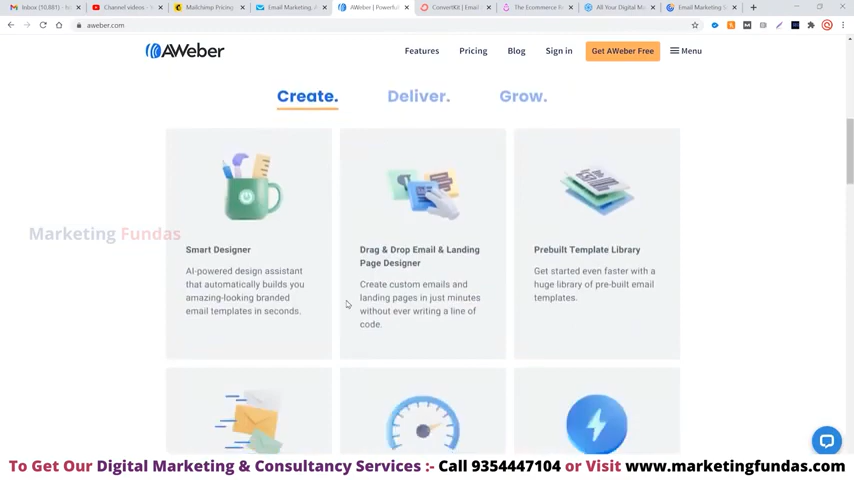 Inbox (10,881)
Channel videos
Mailchimp Pricing
Email Marketing, A
AWeber | Powerful
ConvertKit | Email
The Ecommerce
All Your Digital M
Email Marketing S
aweber.com
AWeber
Features Pricing Blog Sign in Get AWeber Free Menu
Create. Deliver. Grow.
Marketing Fundas
Smart Designer
AI-powered design assistant
that automatically builds you
amazing-looking branded
email templates in seconds.
Drag & Drop Email & Landing
Page Designer
Create custom emails and
landing pages in just minutes
without ever writing a line of
code.
Prebuilt Template Library
Get started even faster with a
huge library of pre-built email
templates.
To Get Our Digital Marketing & Consultancy Services :- Call 9354447104 or Visit www.marketingfundas.com